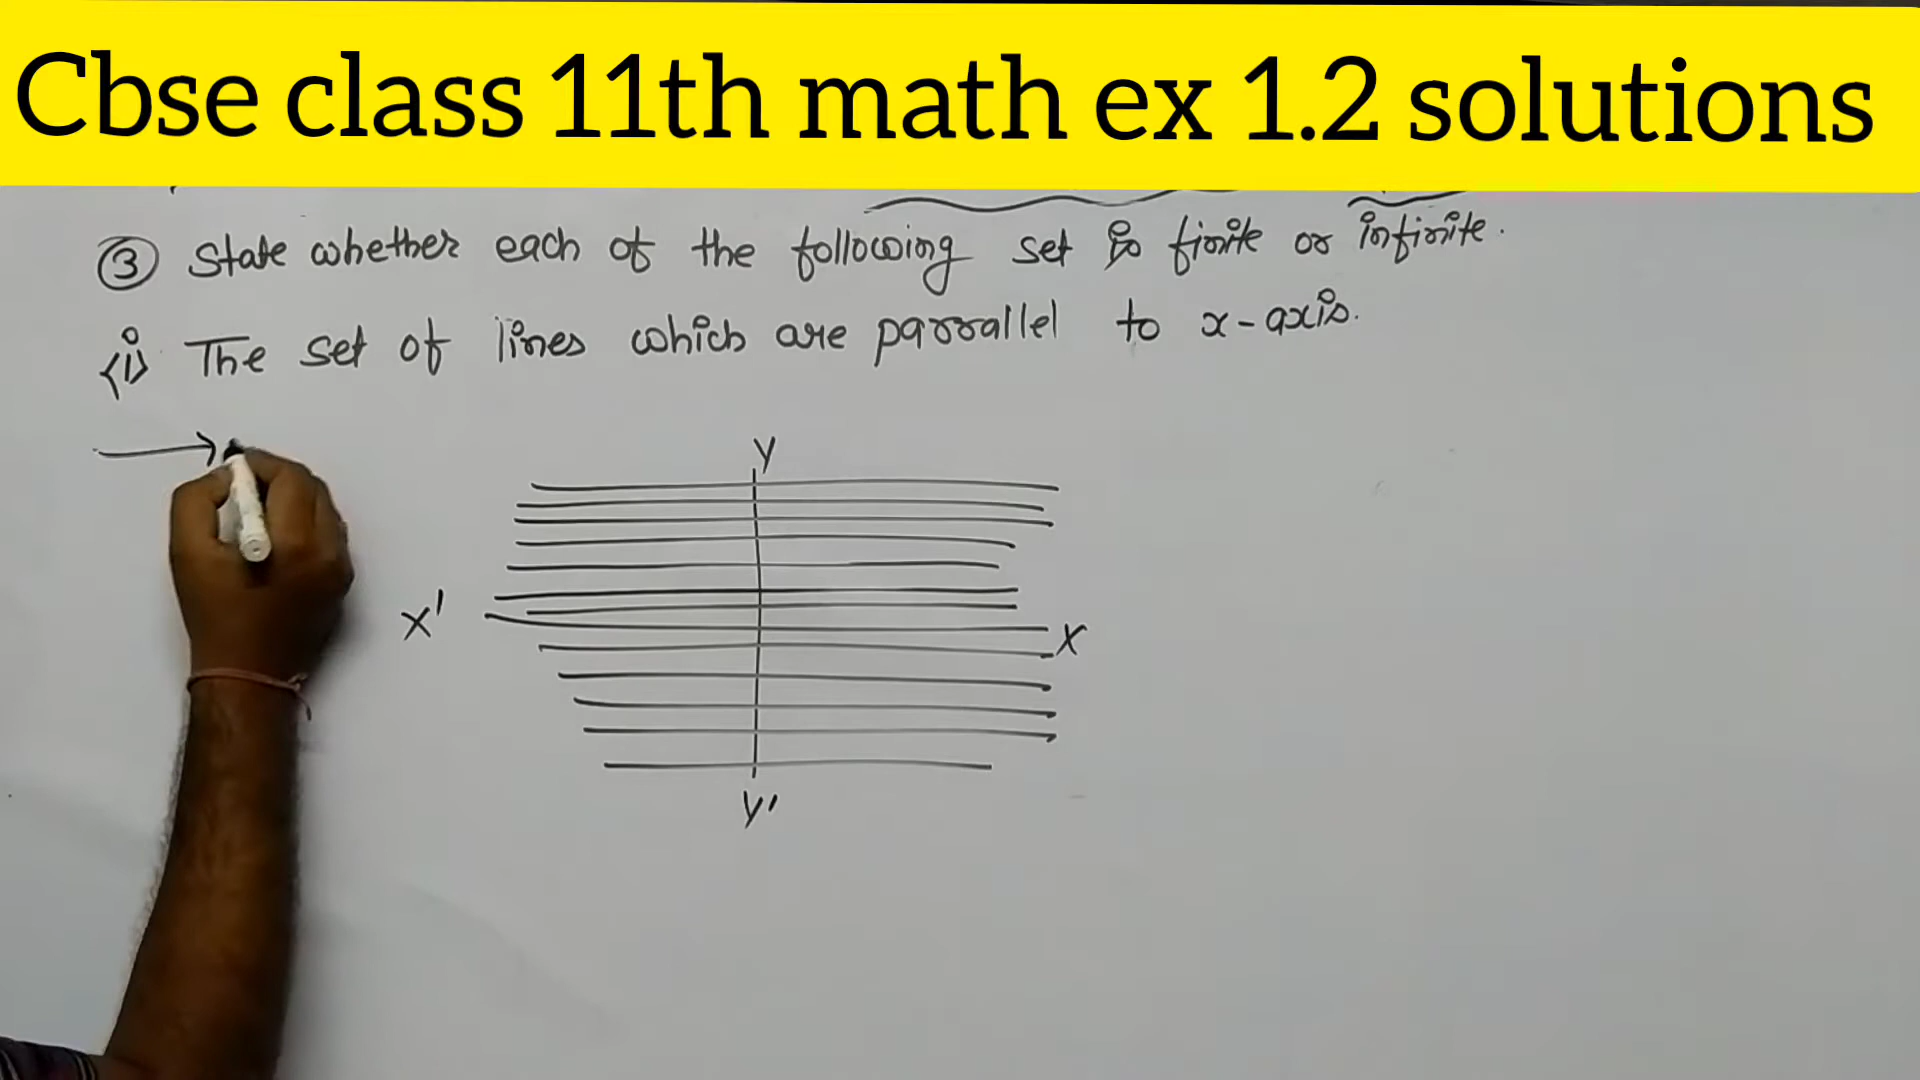 Cbse class 11th math ex 1.2 solutions
③ State whether each of the following set is finite or infinite.
(i) The set of lines which are parrallel to x-axis.
Y
X'
X
Y'